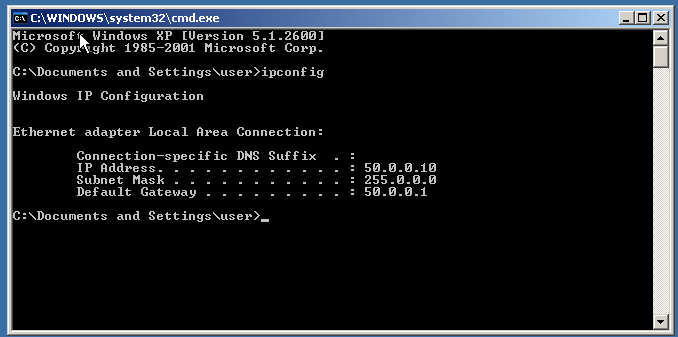 C:\WINDOWS\system32\cmd.exe
Microsoft Windows XP [Version 5.1.2600]
(C) Copyright 1985-2001 Microsoft Corp.
C:\Documents and Settings\user>ipconfig
Windows IP Configuration
Ethernet adapter Local Area Connection:
Connection-specific DNS Suffix  . :
IP Address. . . . . . . . . . . . : 50.0.0.10
Subnet Mask . . . . . . . . . . . : 255.0.0.0
Default Gateway . . . . . . . . . : 50.0.0.1
C:\Documents and Settings\user>_